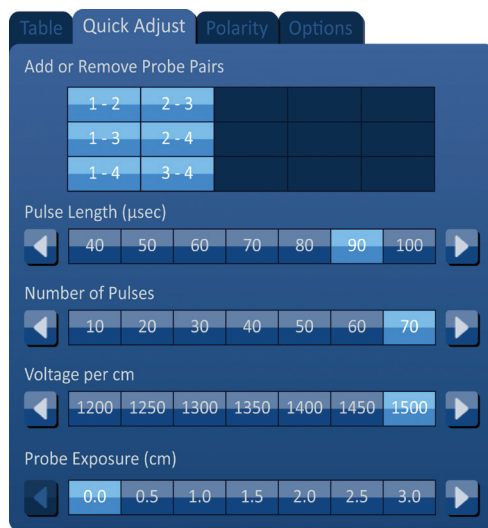 Table Quick Adjust Polarity Options
Add or Remove Probe Pairs
1 - 2 2 - 3
1 - 3 2 - 4
1 - 4 3 - 4
Pulse Length (μsec)
40 50 60 70 80 90 100
Number of Pulses
10 20 30 40 50 60 70
Voltage per cm
1200 1250 1300 1350 1400 1450 1500
Probe Exposure (cm)
0.0 0.5 1.0 1.5 2.0 2.5 3.0